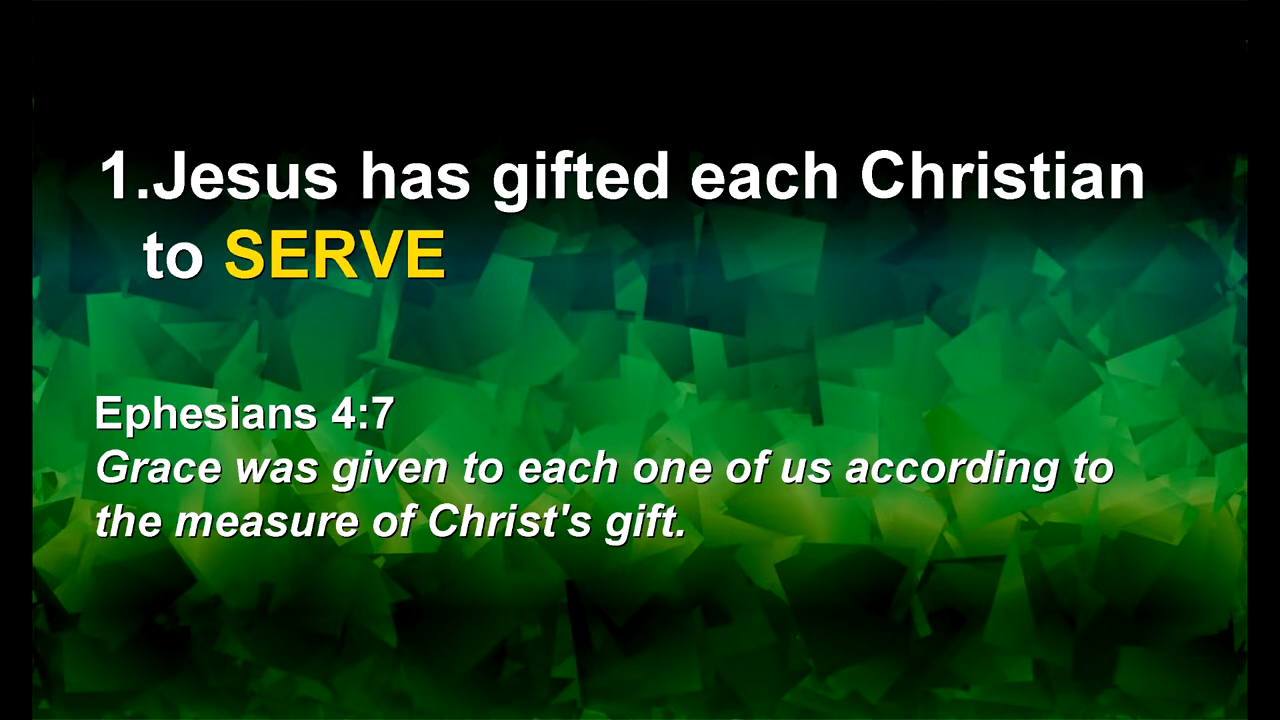 1.Jesus has gifted each Christian
to SERVE
Ephesians 4:7
Grace was given to each one of us according to
the measure of Christ's gift.